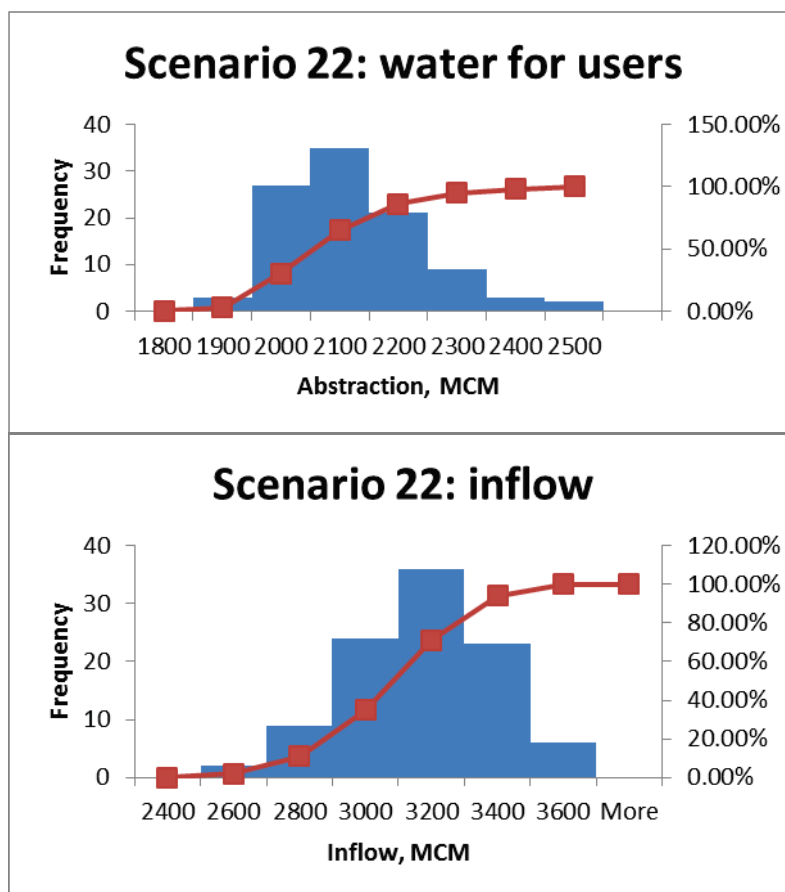 Scenario 22: water for users
40
30
20
10
0
Frequency
150.00%
100.00%
50.00%
0.00%
1800 1900 2000 2100 2200 2300 2400 2500
Abstraction, MCM
Scenario 22: inflow
40
30
20
10
0
Frequency
120.00%
100.00%
80.00%
60.00%
40.00%
20.00%
0.00%
2400 2600 2800 3000 3200 3400 3600 More
Inflow, MCM